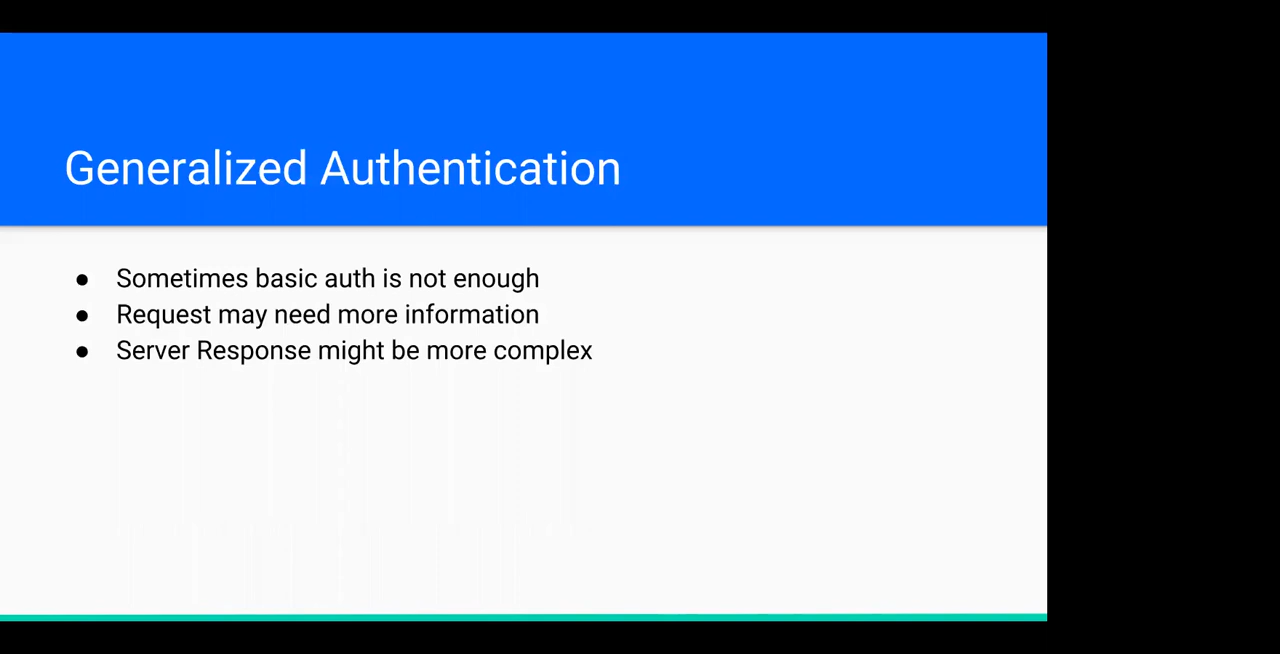 Generalized Authentication
● Sometimes basic auth is not enough
● Request may need more information
● Server Response might be more complex